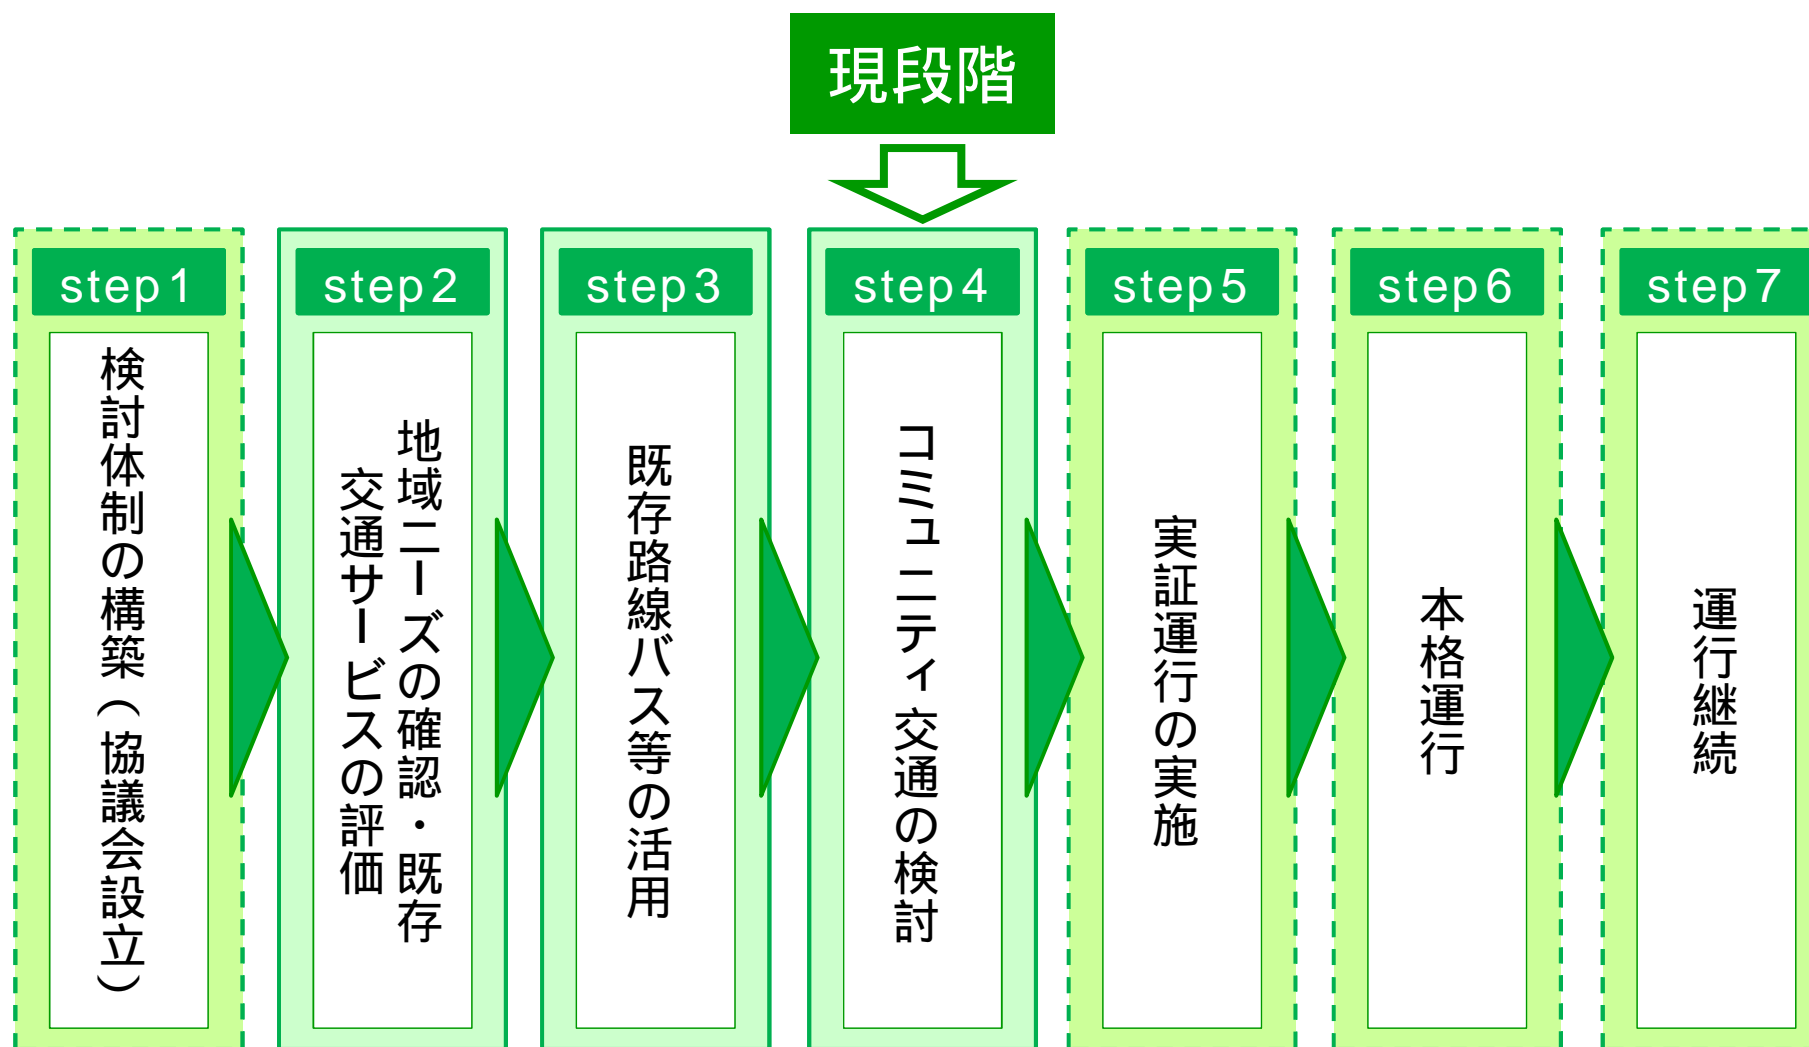 現段階
step1
検討体制の構築（協議会設立）
step2
地域ニーズの確認・既存
交通サービスの評価
step3
既存路線バス等の活用
step4
コミュニティ交通の検討
step5
実証運行の実施
step6
本格運行
step7
運行継続